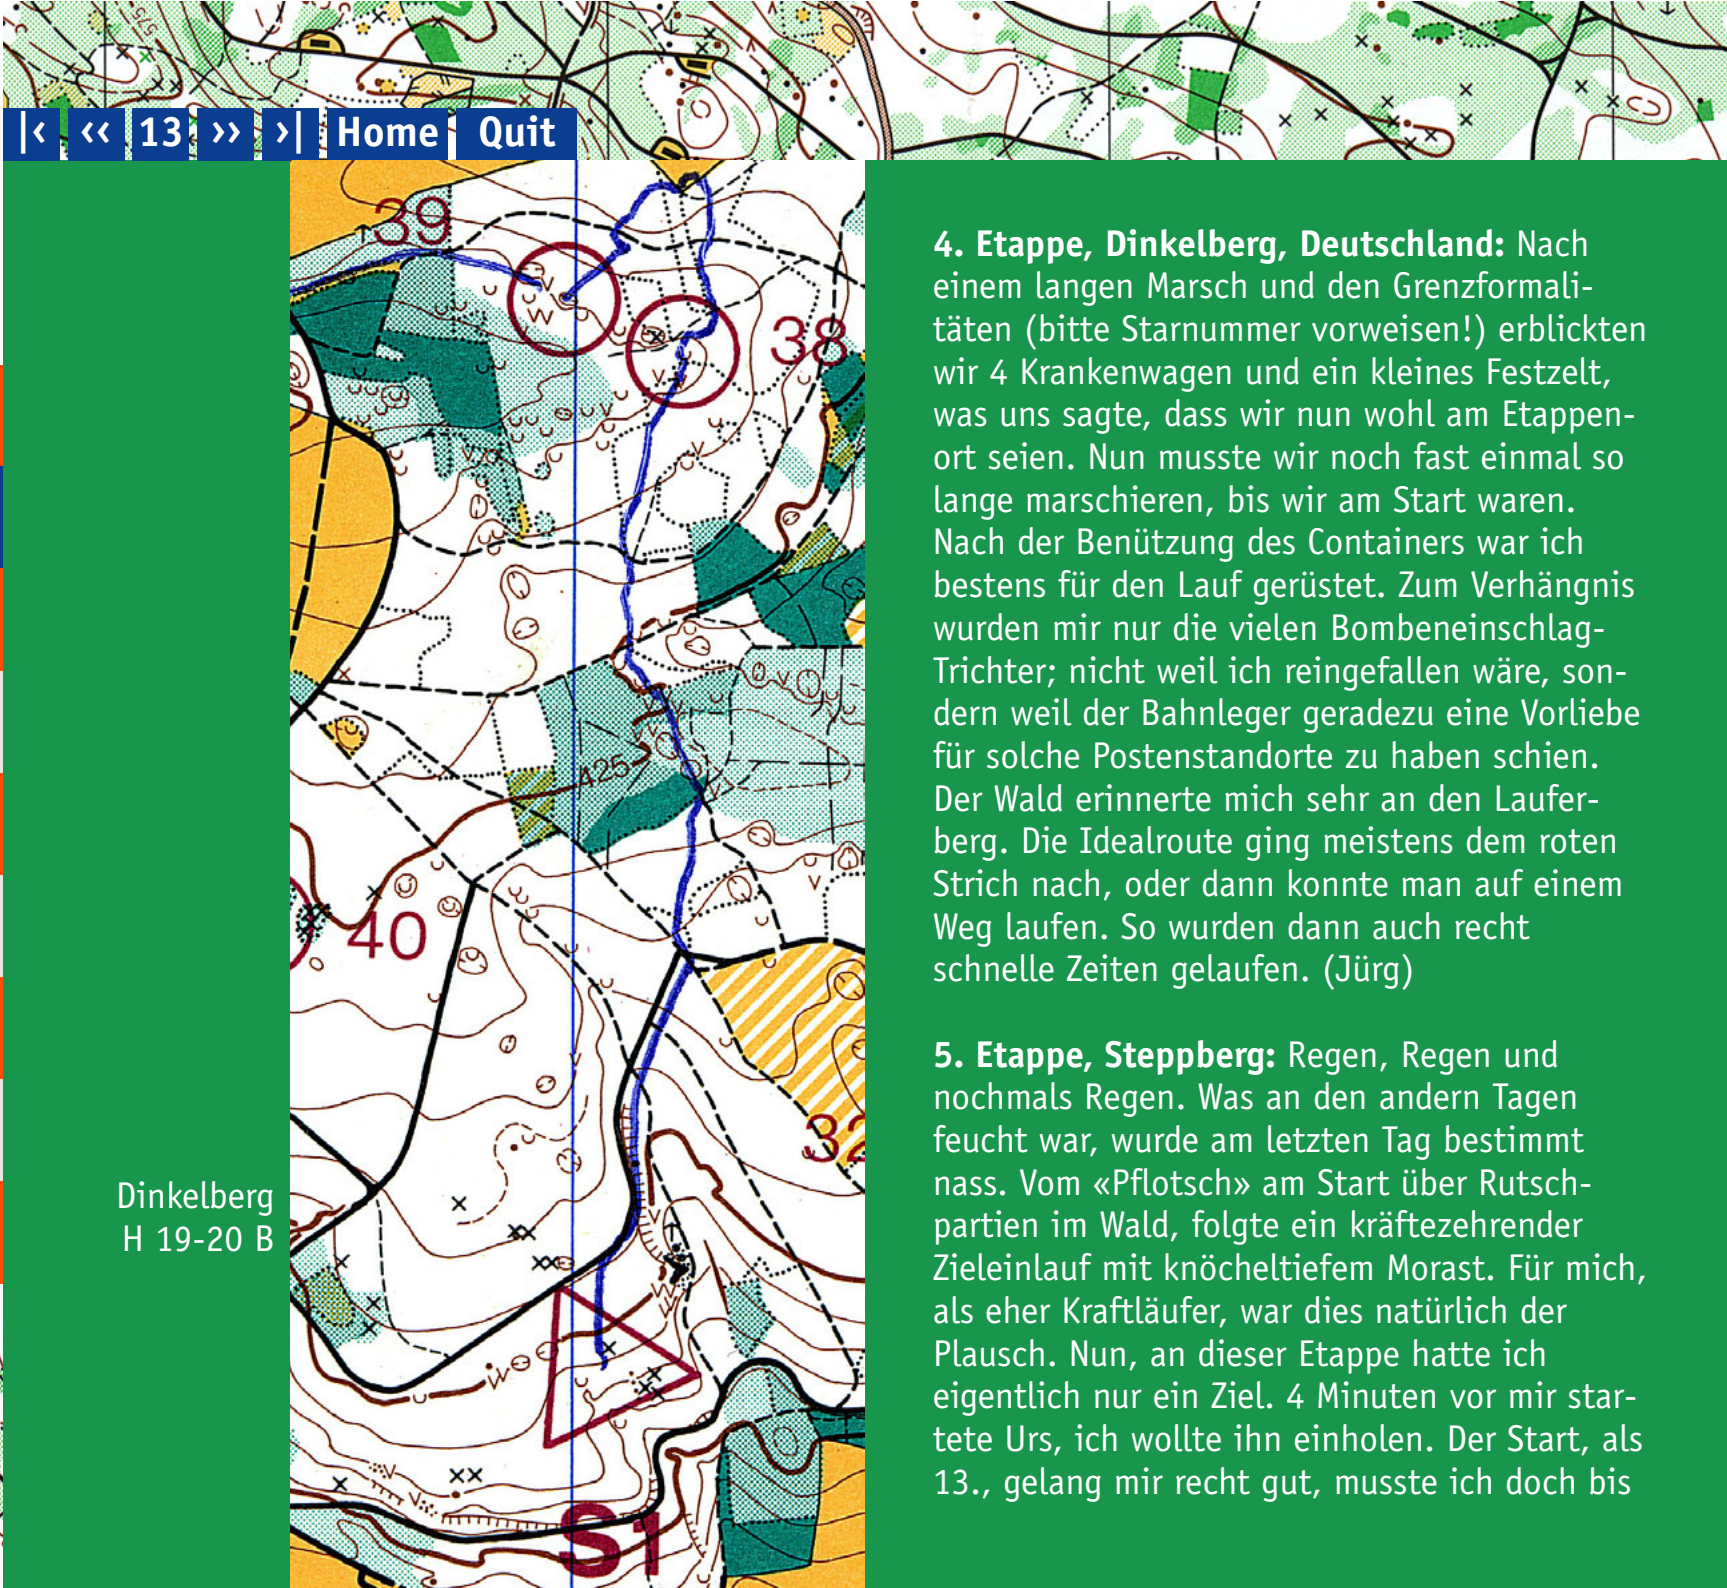 |< << 13 >> >| Home Quit
39
38
W
V
425
40
32
S1
Dinkelberg
H 19-20 B
4. Etappe, Dinkelberg, Deutschland: Nach
einem langen Marsch und den Grenzformali-
täten (bitte Starnummer vorweisen!) erblickten
wir 4 Krankenwagen und ein kleines Festzelt,
was uns sagte, dass wir nun wohl am Etappen-
ort seien. Nun musste wir noch fast einmal so
lange marschieren, bis wir am Start waren.
Nach der Benützung des Containers war ich
bestens für den Lauf gerüstet. Zum Verhängnis
wurden mir nur die vielen Bombeneinschlag-
Trichter; nicht weil ich reingefallen wäre, son-
dern weil der Bahnleger geradezu eine Vorliebe
für solche Postenstandorte zu haben schien.
Der Wald erinnerte mich sehr an den Laufer-
berg. Die Idealroute ging meistens dem roten
Strich nach, oder dann konnte man auf einem
Weg laufen. So wurden dann auch recht
schnelle Zeiten gelaufen. (Jürg)
5. Etappe, Steppberg: Regen, Regen und
nochmals Regen. Was an den andern Tagen
feucht war, wurde am letzten Tag bestimmt
nass. Vom «Pflotsch» am Start über Rutsch-
partien im Wald, folgte ein kräftezehrender
Zieleinlauf mit knöcheltiefem Morast. Für mich,
als eher Kraftläufer, war dies natürlich der
Plausch. Nun, an dieser Etappe hatte ich
eigentlich nur ein Ziel. 4 Minuten vor mir star-
tete Urs, ich wollte ihn einholen. Der Start, als
13., gelang mir recht gut, musste ich doch bis